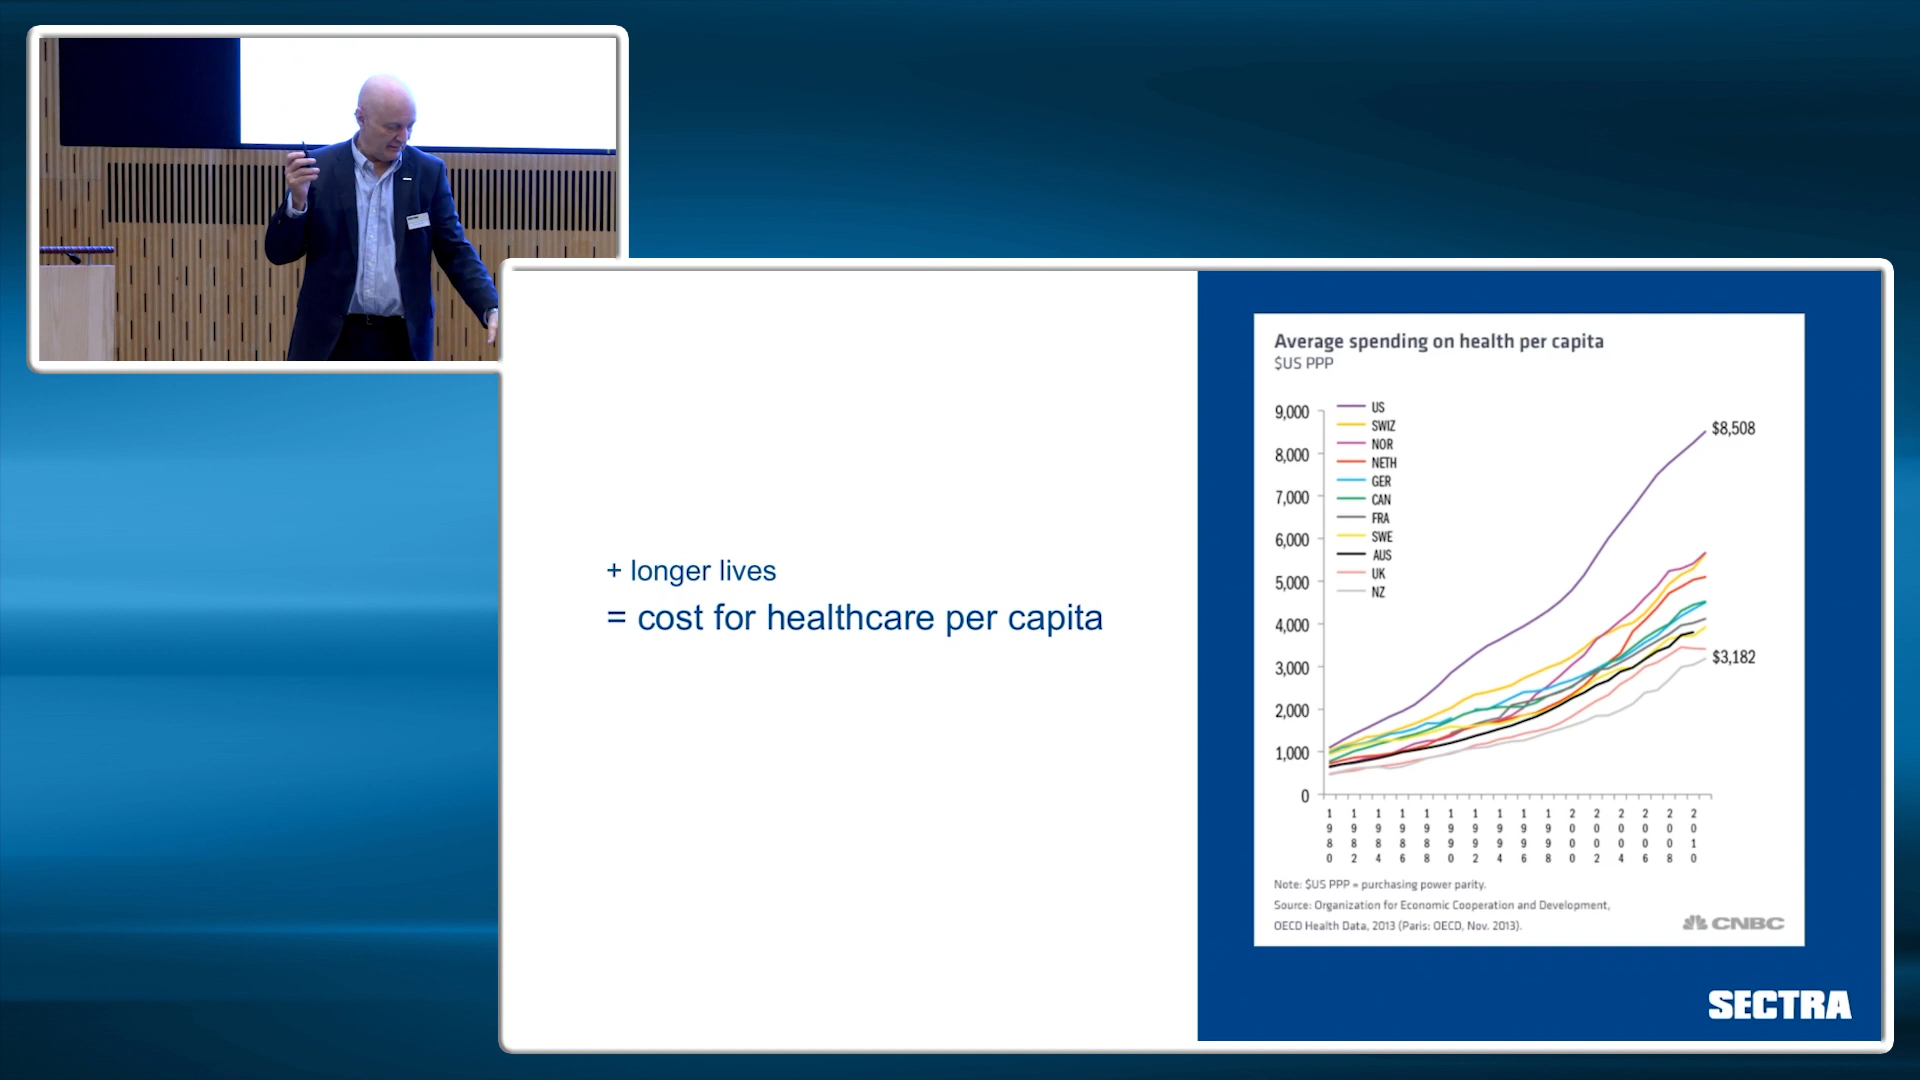 + longer lives
= cost for healthcare per capita
Average spending on health per capita
$US PPP
9,000
8,000
7,000
6,000
5,000
4,000
3,000
2,000
1,000
0
US
SWIZ
NOR
NETH
GER
CAN
FRA
SWE
AUS
UK
NZ
$8,508
$3,182
1980 1982 1984 1986 1988 1990 1992 1994 1996 1998 2000 2002 2004 2006 2008 2010
Note: $US PPP = purchasing power parity.
Source: Organization for Economic Cooperation and Development,
OECD Health Data, 2013 (Paris: OECD, Nov. 2013).
CNBC
SECTRA